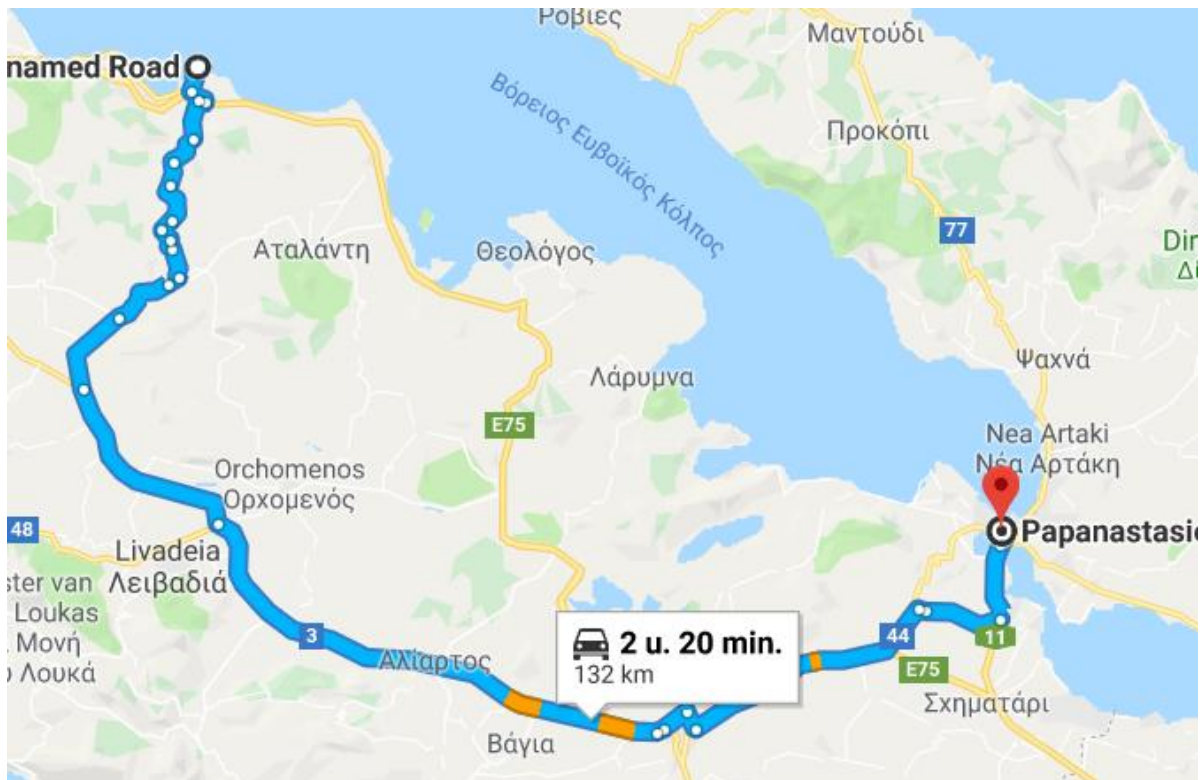 Ροβιές
Μαντούδι
named Road
Βόρειος Ευβοϊκός Κόλπος
Προκόπι
77
Αταλάντη
Θεολόγος
Dir
Δί
Ψαχνά
Λάρυμνα
E75
Nea Artaki
Νέα Αρτάκη
Orchomenos
Ορχομενός
48
Papanastasio
Livadeia
Λειβαδιά
ster van
Loukas
Μονή
Λουκά
3
2 u. 20 min.
132 km
44
11
E75
Αλίαρτος
Σχηματάρι
Βάγια